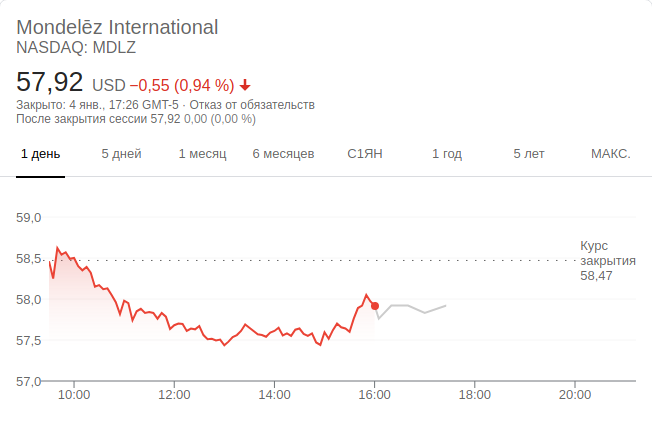 Mondelēz International
NASDAQ: MDLZ
57,92 USD −0,55 (0,94 %)
Закрыто: 4 янв., 17:26 GMT-5 · Отказ от обязательств
После закрытия сессии 57,92 0,00 (0,00 %)
1 день 5 дней 1 месяц 6 месяцев С1ЯН 1 год 5 лет МАКС.
59,0
58,5
58,0
57,5
57,0
Курс
закрытия
58,47
10:00 12:00 14:00 16:00 18:00 20:00